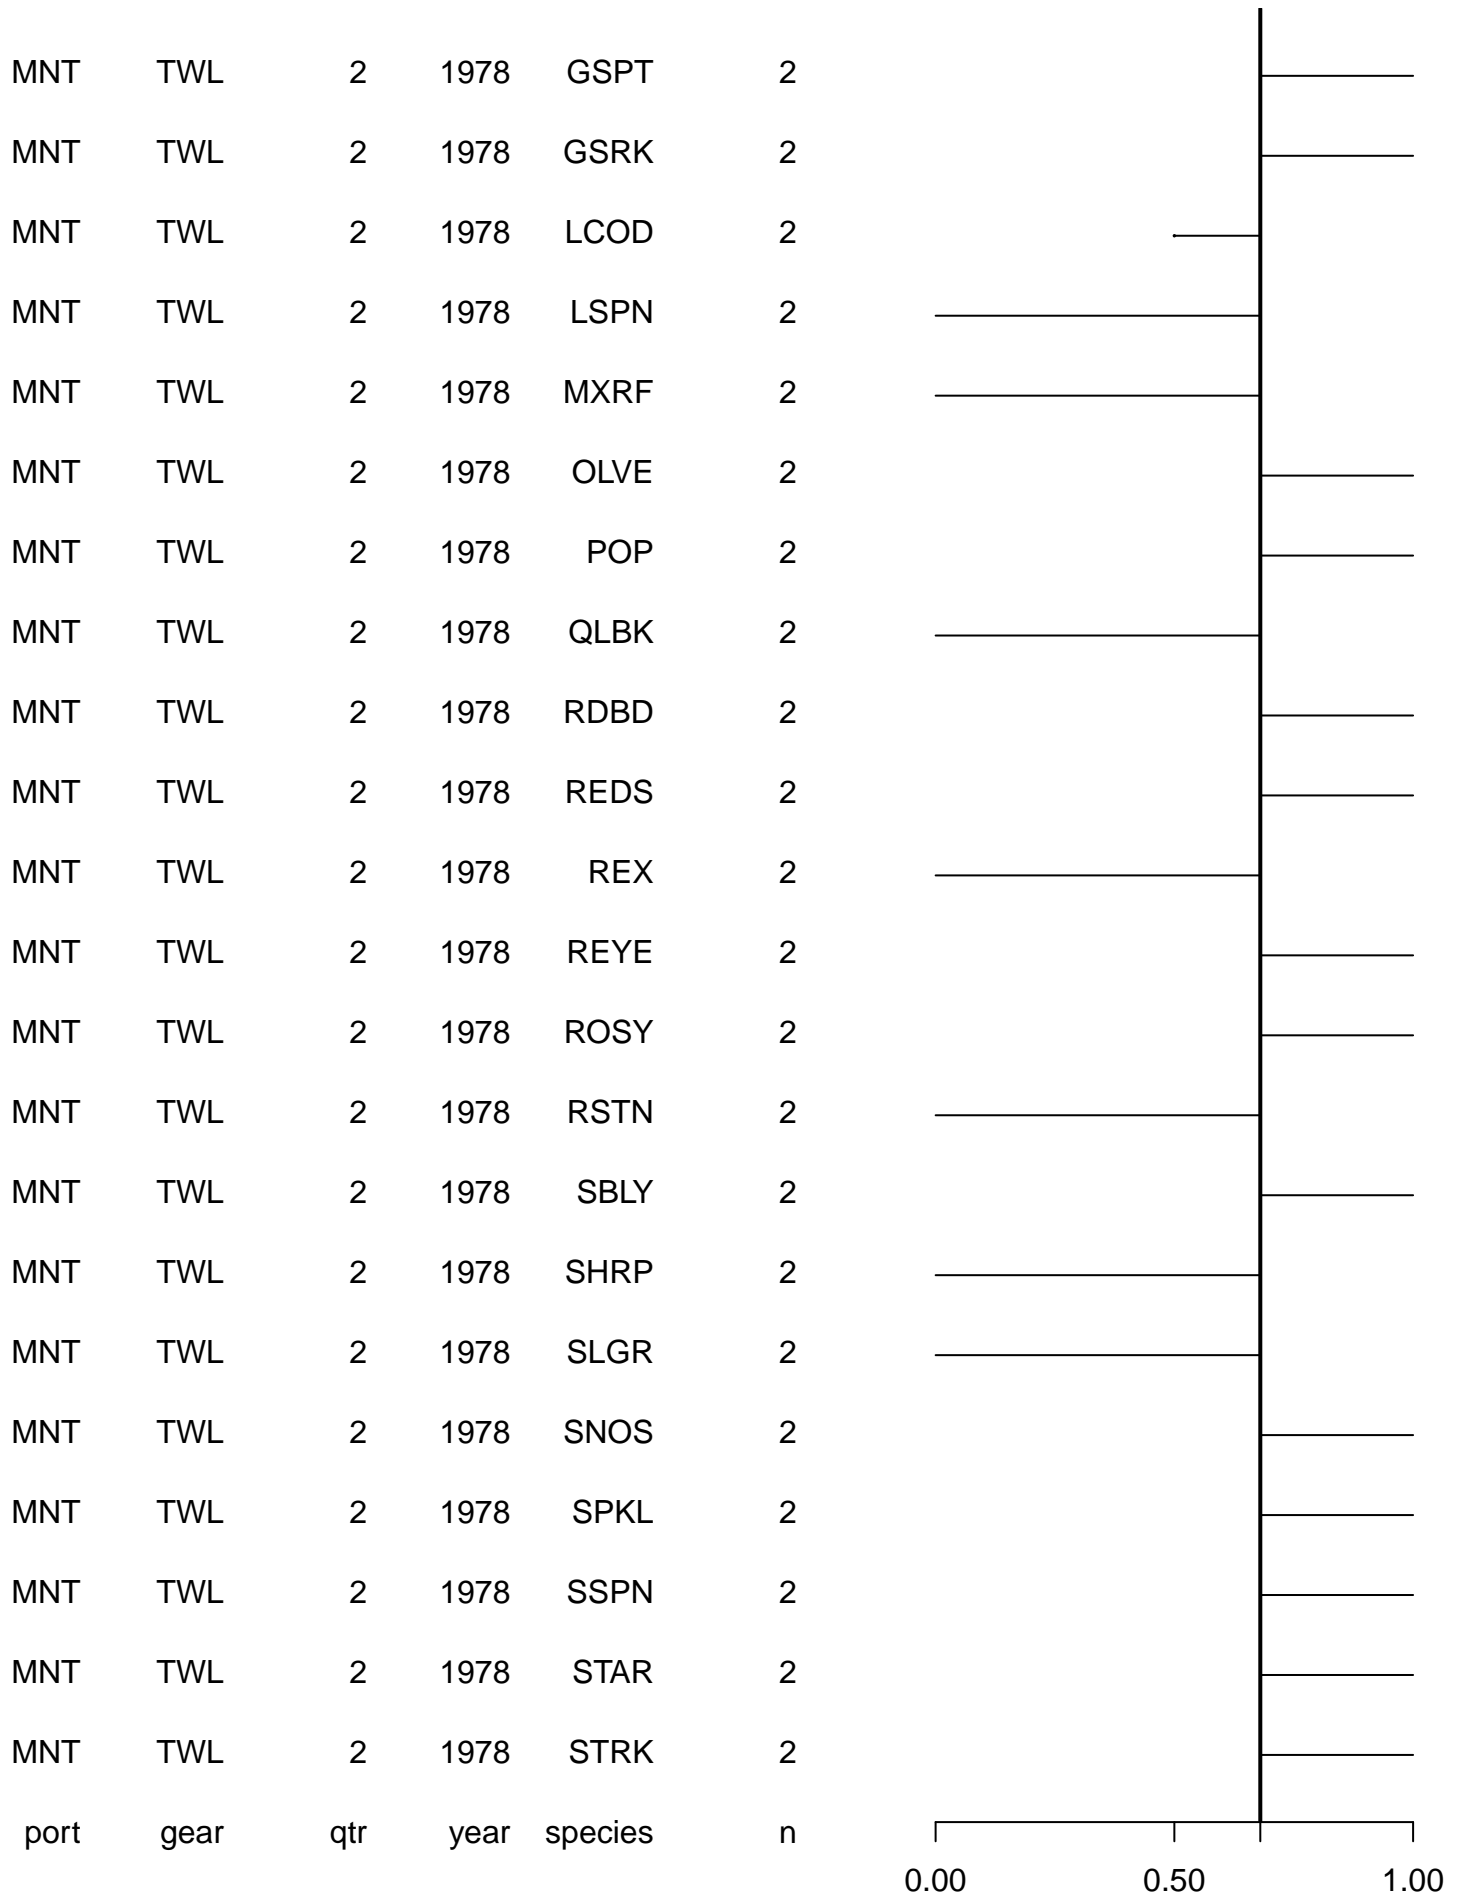 MNT TWL 2 1978 GSPT 2
MNT TWL 2 1978 GSRK 2
MNT TWL 2 1978 LCOD 2
MNT TWL 2 1978 LSPN 2
MNT TWL 2 1978 MXRF 2
MNT TWL 2 1978 OLVE 2
MNT TWL 2 1978 POP 2
MNT TWL 2 1978 QLBK 2
MNT TWL 2 1978 RDBD 2
MNT TWL 2 1978 REDS 2
MNT TWL 2 1978 REX 2
MNT TWL 2 1978 REYE 2
MNT TWL 2 1978 ROSY 2
MNT TWL 2 1978 RSTN 2
MNT TWL 2 1978 SBLY 2
MNT TWL 2 1978 SHRP 2
MNT TWL 2 1978 SLGR 2
MNT TWL 2 1978 SNOS 2
MNT TWL 2 1978 SPKL 2
MNT TWL 2 1978 SSPN 2
MNT TWL 2 1978 STAR 2
MNT TWL 2 1978 STRK 2
port gear qtr year species n
0.00 0.50 1.00